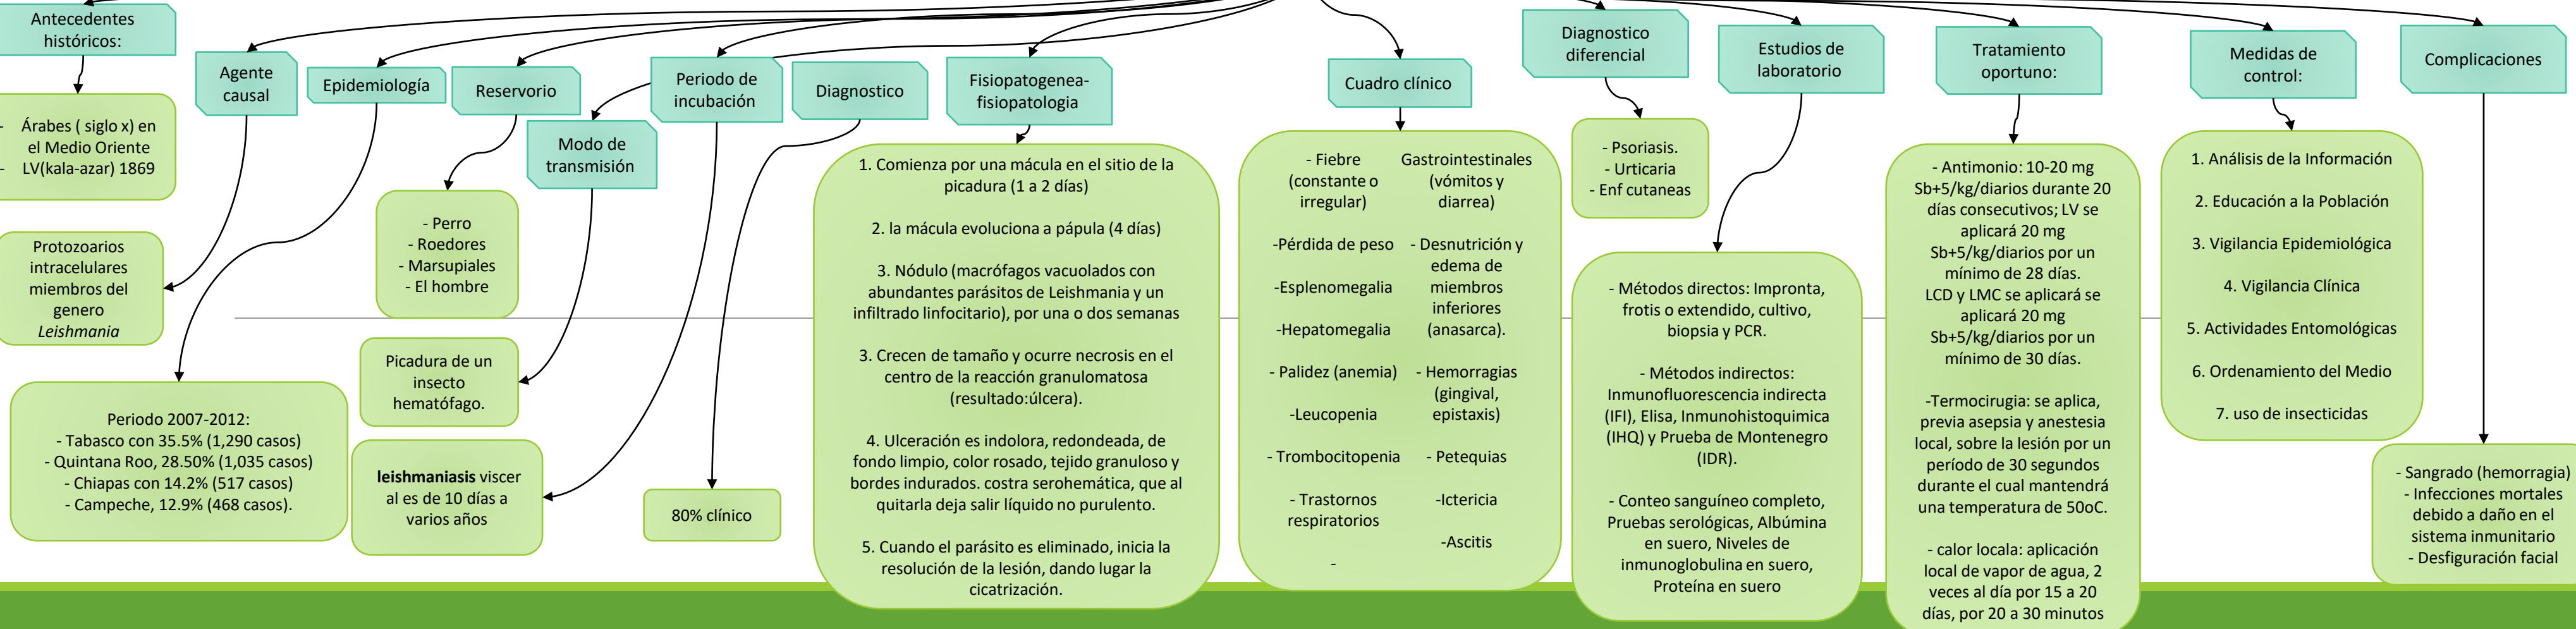 Antecedentes
históricos:
- Árabes ( siglo x) en
el Medio Oriente
- LV(kala-azar) 1869
Agente
causal
Protozoarios
intracelulares
miembros del
genero
Leishmania
Epidemiología
Periodo 2007-2012:
- Tabasco con 35.5% (1,290 casos)
- Quintana Roo, 28.50% (1,035 casos)
- Chiapas con 14.2% (517 casos)
- Campeche, 12.9% (468 casos).
Reservorio
- Perro
- Roedores
- Marsupiales
- El hombre
Modo de
transmisión
Picadura de un
insecto
hematófago.
Periodo de
incubación
leishmaniasis viscer
al es de 10 días a
varios años
Diagnostico
80% clínico
Fisiopatogenea-
fisiopatologia
1. Comienza por una mácula en el sitio de la
picadura (1 a 2 días)
2. la mácula evoluciona a pápula (4 días)
3. Nódulo (macrófagos vacuolados con
abundantes parásitos de Leishmania y un
infiltrado linfocitario), por una o dos semanas
3. Crecen de tamaño y ocurre necrosis en el
centro de la reacción granulomatosa
(resultado:úlcera).
4. Ulceración es indolora, redondeada, de
fondo limpio, color rosado, tejido granuloso y
bordes indurados. costra serohemática, que al
quitarla deja salir líquido no purulento.
5. Cuando el parásito es eliminado, inicia la
resolución de la lesión, dando lugar la
cicatrización.
Cuadro clínico
- Fiebre
(constante o
irregular)
-Pérdida de peso
-Esplenomegalia
-Hepatomegalia
- Palidez (anemia)
-Leucopenia
- Trombocitopenia
- Trastornos
respiratorios
-
Gastrointestinales
(vómitos y
diarrea)
- Desnutrición y
edema de
miembros
inferiores
(anasarca).
- Hemorragias
(gingival,
epistaxis)
- Petequias
-Ictericia
-Ascitis
Diagnostico
diferencial
- Psoriasis.
- Urticaria
- Enf cutaneas
Estudios de
laboratorio
- Métodos directos: Impronta,
frotis o extendido, cultivo,
biopsia y PCR.
- Métodos indirectos:
Inmunofluorescencia indirecta
(IFI), Elisa, Inmunohistoquimica
(IHQ) y Prueba de Montenegro
(IDR).
- Conteo sanguíneo completo,
Pruebas serológicas, Albúmina
en suero, Niveles de
inmunoglobulina en suero,
Proteína en suero
Tratamiento
oportuno:
- Antimonio: 10-20 mg
Sb+5/kg/diarios durante 20
días consecutivos; LV se
aplicará 20 mg
Sb+5/kg/diarios por un
mínimo de 28 días.
LCD y LMC se aplicará se
aplicará 20 mg
Sb+5/kg/diarios por un
mínimo de 30 días.
-Termocirugia: se aplica,
previa asepsia y anestesia
local, sobre la lesión por un
período de 30 segundos
durante el cual mantendrá
una temperatura de 50oC.
- calor locala: aplicación
local de vapor de agua, 2
veces al día por 15 a 20
días, por 20 a 30 minutos
Medidas de
control:
1. Análisis de la Información
2. Educación a la Población
3. Vigilancia Epidemiológica
4. Vigilancia Clínica
5. Actividades Entomológicas
6. Ordenamiento del Medio
7. uso de insecticidas
Complicaciones
- Sangrado (hemorragia)
- Infecciones mortales
debido a daño en el
sistema inmunitario
- Desfiguración facial